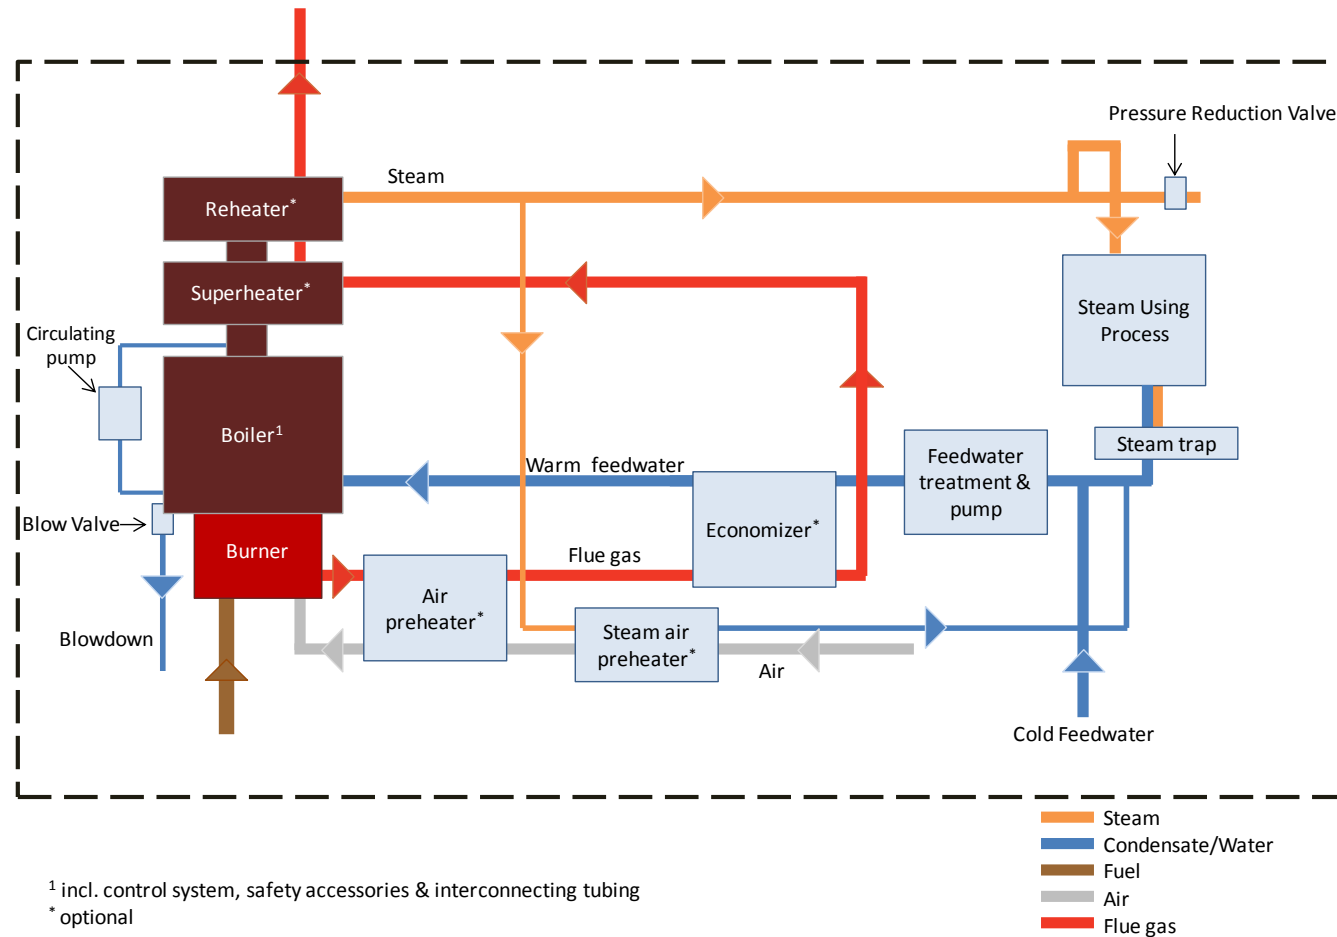 Pressure Reduction Valve
Steam
Reheater*
Superheater*
Circulating
pump
Steam Using
Process
Boiler¹
Steam trap
Warm feedwater
Feedwater
treatment &
pump
Economizer*
Blow Valve
Burner
Flue gas
Air
preheater*
Steam air
preheater*
Blowdown
Air
Cold Feedwater
Steam
Condensate/Water
Fuel
Air
Flue gas
¹ incl. control system, safety accessories & interconnecting tubing
* optional